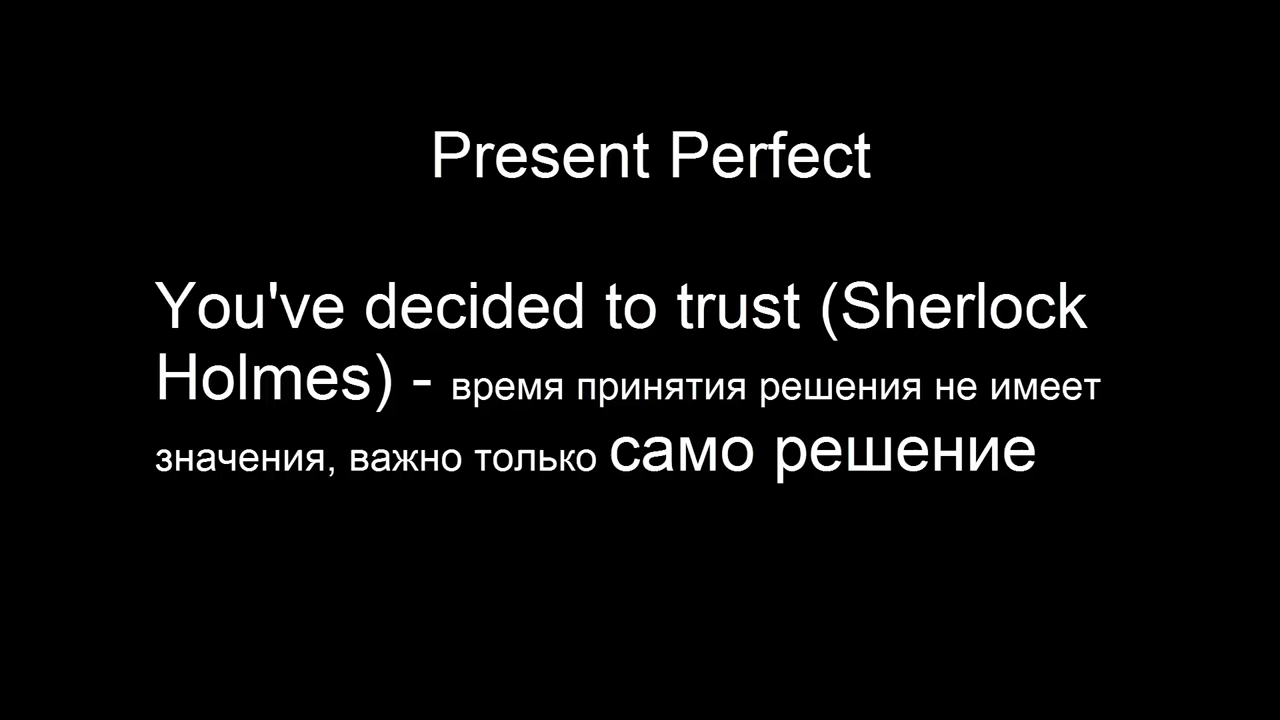 Present Perfect
You've decided to trust (Sherlock
Holmes) - время принятия решения не имеет
значения, важно только само решение